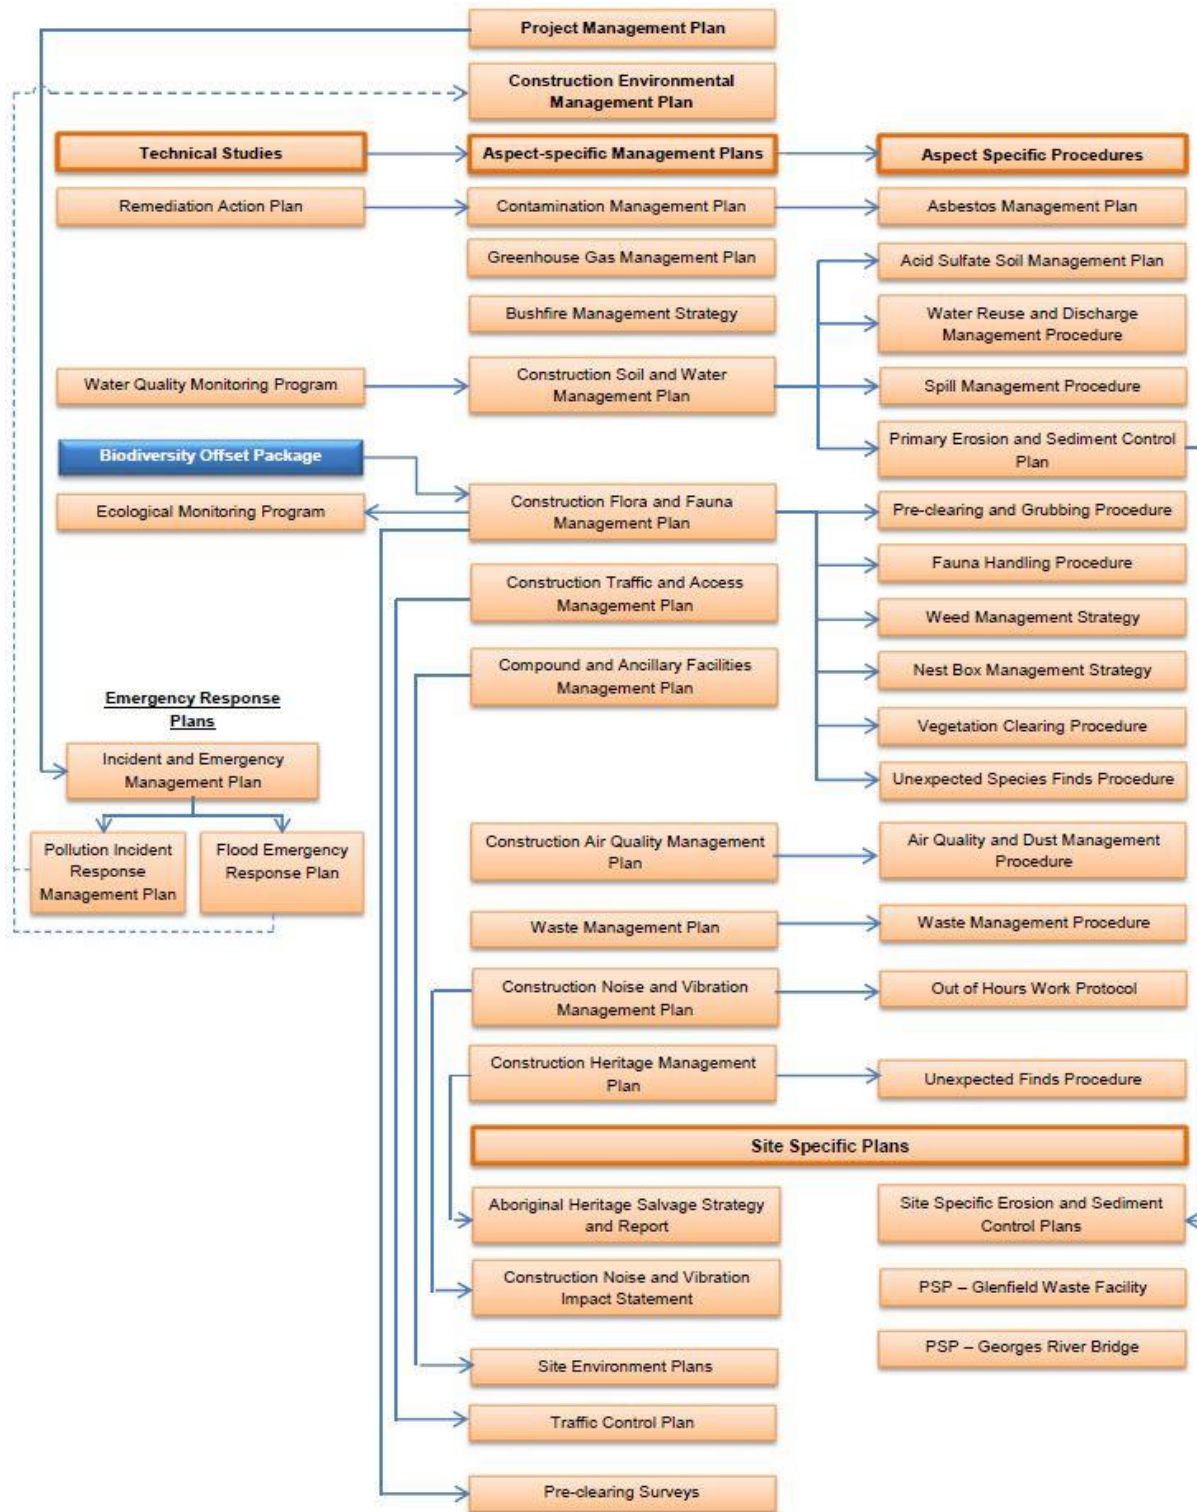 Project Management Plan
Construction Environmental
Management Plan
Technical Studies
Aspect-specific Management Plans
Aspect Specific Procedures
Remediation Action Plan
Contamination Management Plan
Asbestos Management Plan
Greenhouse Gas Management Plan
Acid Sulfate Soil Management Plan
Bushfire Management Strategy
Water Reuse and Discharge
Management Procedure
Water Quality Monitoring Program
Construction Soil and Water
Management Plan
Spill Management Procedure
Biodiversity Offset Package
Primary Erosion and Sediment Control
Plan
Ecological Monitoring Program
Construction Flora and Fauna
Management Plan
Pre-clearing and Grubbing Procedure
Fauna Handling Procedure
Construction Traffic and Access
Management Plan
Weed Management Strategy
Compound and Ancillary Facilities
Management Plan
Nest Box Management Strategy
Emergency Response
Plans
Vegetation Clearing Procedure
Incident and Emergency
Management Plan
Unexpected Species Finds Procedure
Pollution Incident
Response
Management Plan
Flood Emergency
Response Plan
Construction Air Quality Management
Plan
Air Quality and Dust Management
Procedure
Waste Management Plan
Waste Management Procedure
Construction Noise and Vibration
Management Plan
Out of Hours Work Protocol
Construction Heritage Management
Plan
Unexpected Finds Procedure
Site Specific Plans
Aboriginal Heritage Salvage Strategy
and Report
Site Specific Erosion and Sediment
Control Plans
Construction Noise and Vibration
Impact Statement
PSP – Glenfield Waste Facility
Site Environment Plans
PSP – Georges River Bridge
Traffic Control Plan
Pre-clearing Surveys